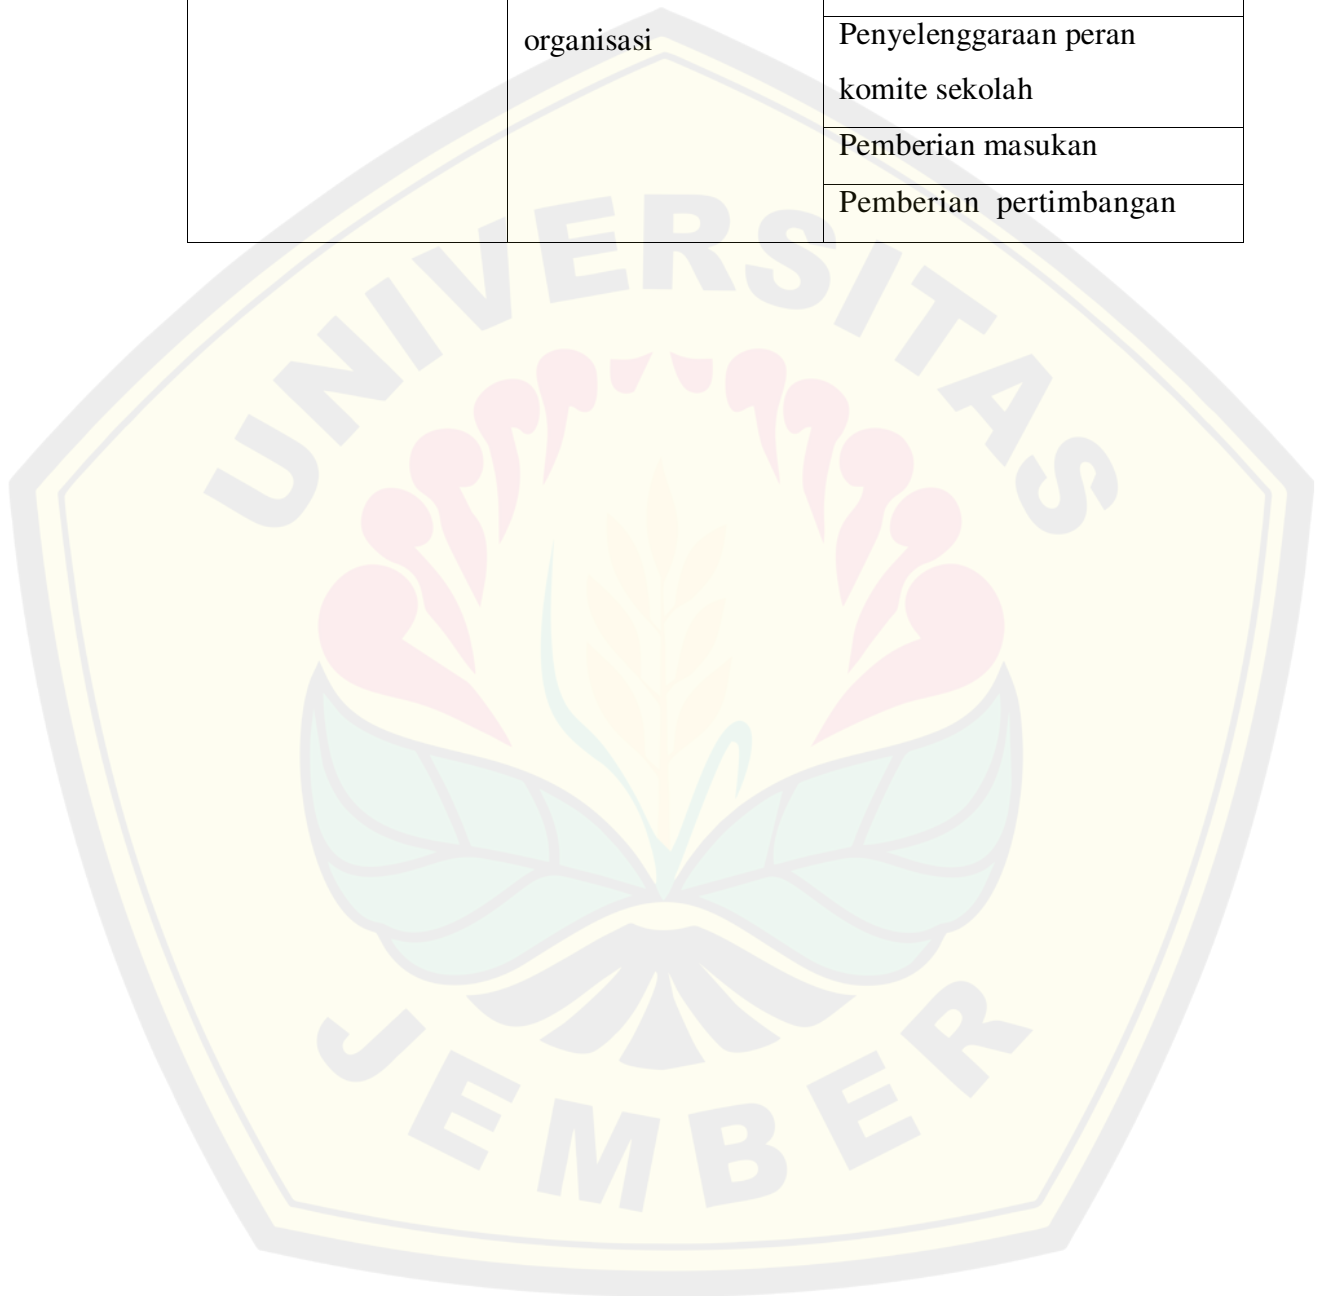 organisasi
Penyelenggaraan peran
komite sekolah
Pemberian masukan
Pemberian pertimbangan
UNIVERSITAS
JEMBER